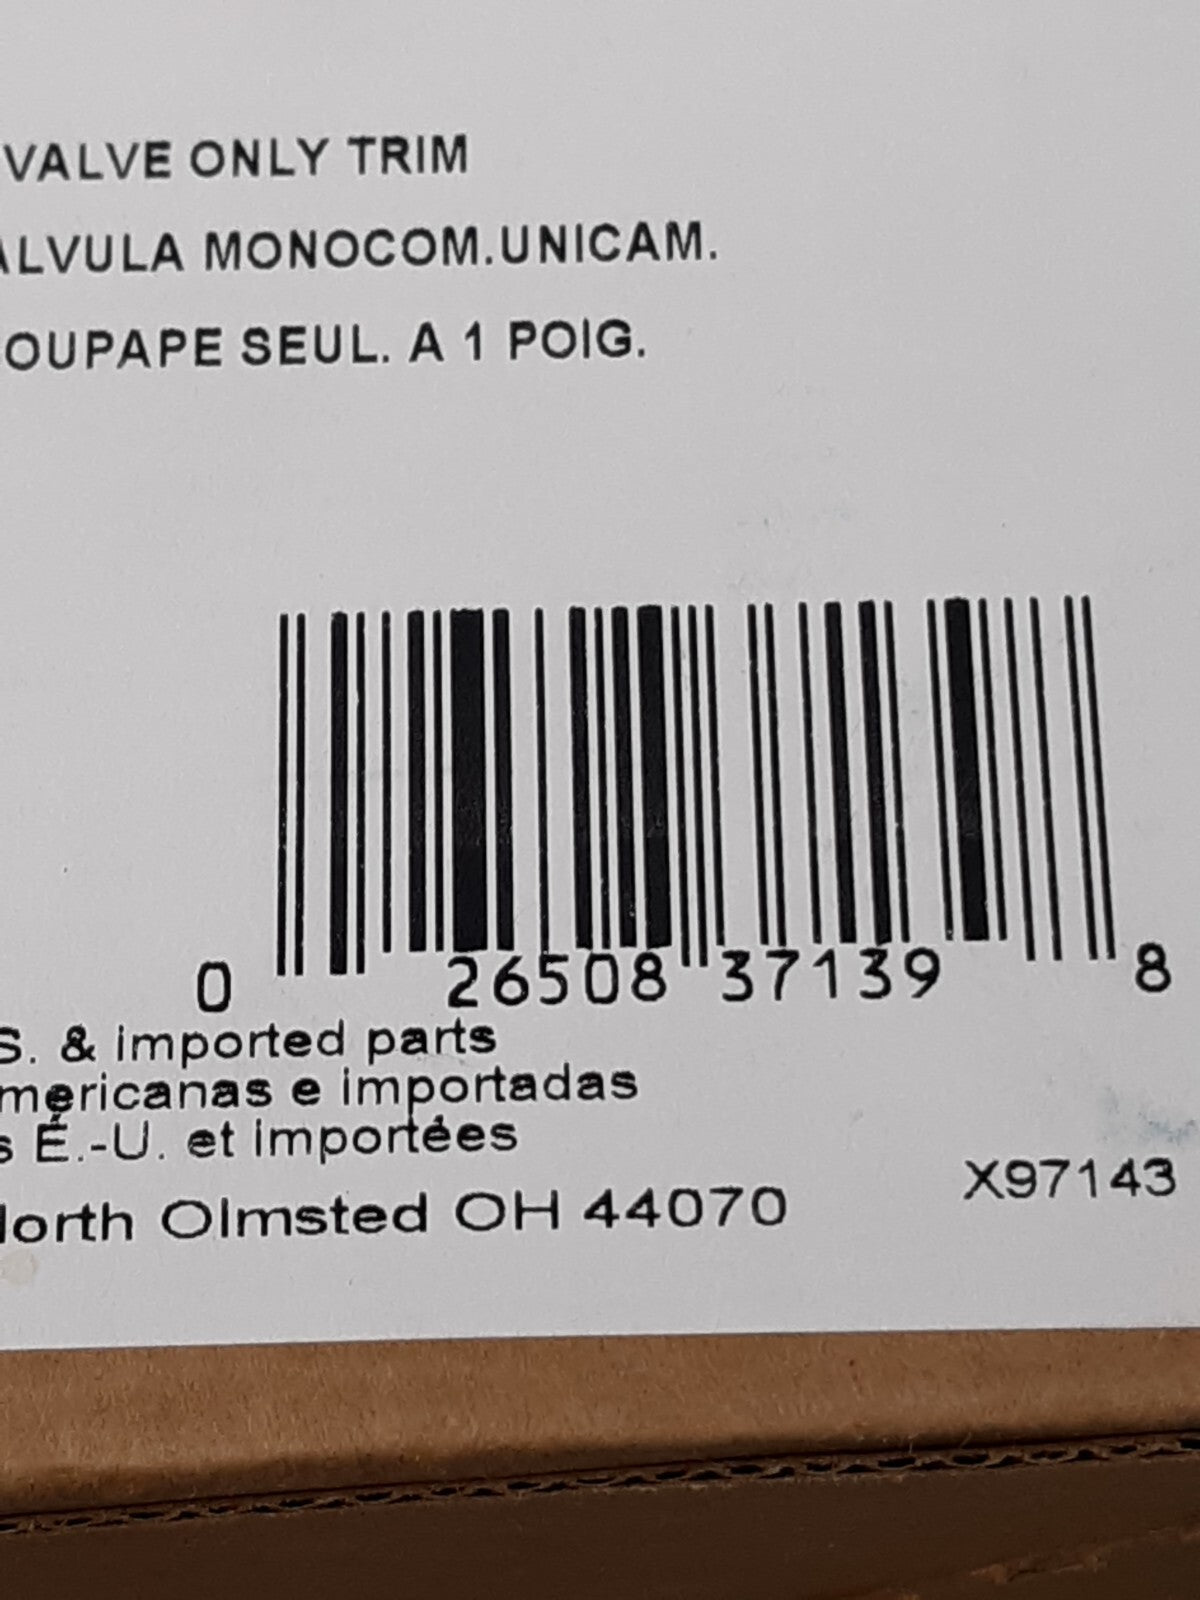 VALVE ONLY TRIM
ALVULA MONOCOM.UNICAM.
OUPAPE SEUL. A 1 POIG.
0 26508 37139 8
S. & imported parts
mericanas e importadas
s É.-U. et importées
X97143
orth Olmsted OH 44070